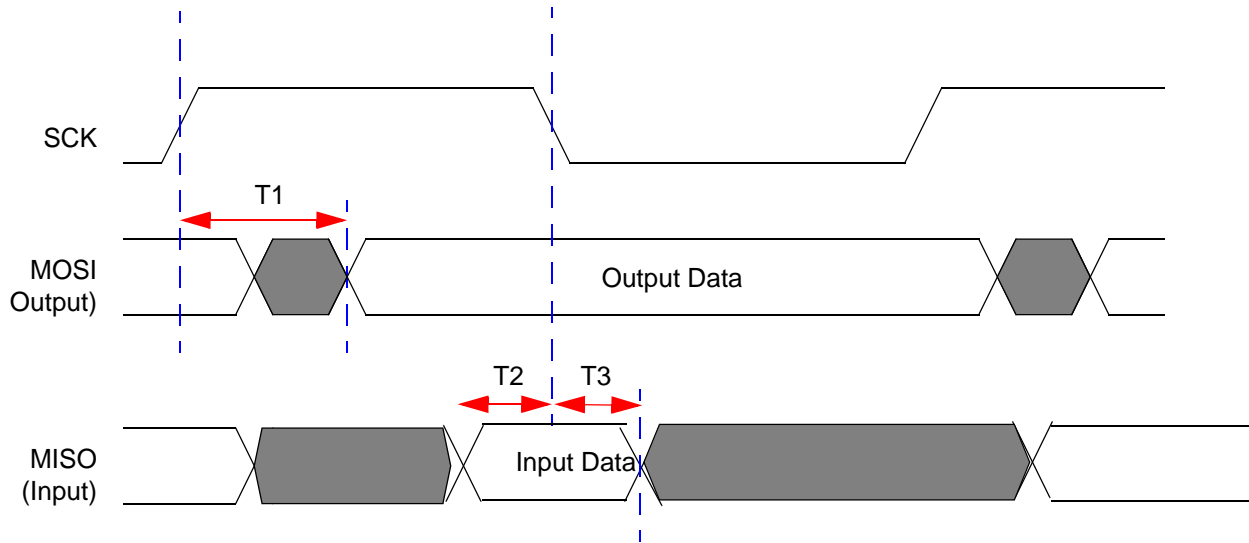 SCK
T1
MOSI
Output)
Output Data
T2
T3
MISO
(Input)
Input Data